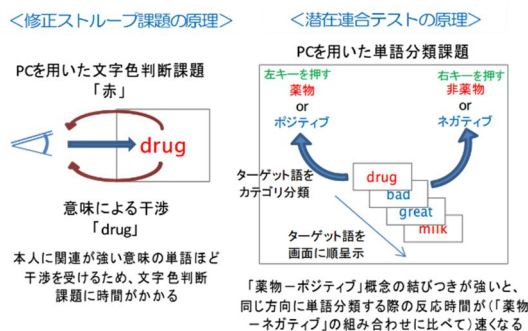 ＜修正ストループ課題の原理＞
PCを用いた文字色判断課題
「赤」
drug
意味による干渉
「drug」
本人に関連が強い意味の単語ほど
干渉を受けるため、文字色判断
課題に時間がかかる
＜潜在連合テストの原理＞
PCを用いた単語分類課題
左キーを押す
薬物
or
ポジティブ
右キーを押す
非薬物
or
ネガティブ
ターゲット語を
カテゴリ分類
drug
bad
great
milk
ターゲット語を
画面に順呈示
「薬物－ポジティブ」概念の結びつきが強いと、
同じ方向に単語分類する際の反応時間が（「薬物
－ネガティブ」の組み合わせに比べて）速くなる